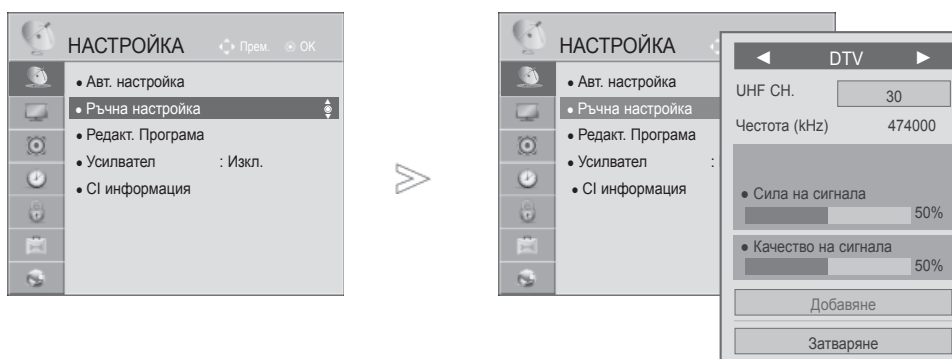 НАСТРОЙКА Прем. OK
• Авт. настройка
• Ръчна настройка
• Редакт. Програма
• Усилвател : Изкл.
• CI информация
НАСТРОЙКА
• Авт. настройка
• Ръчна настройка
• Редакт. Програма
• Усилвател :
• CI информация
◄ DTV ►
UHF CH. 30
Честота (kHz) 474000
• Сила на сигнала
50%
• Качество на сигнала
50%
Добавяне
Затваряне